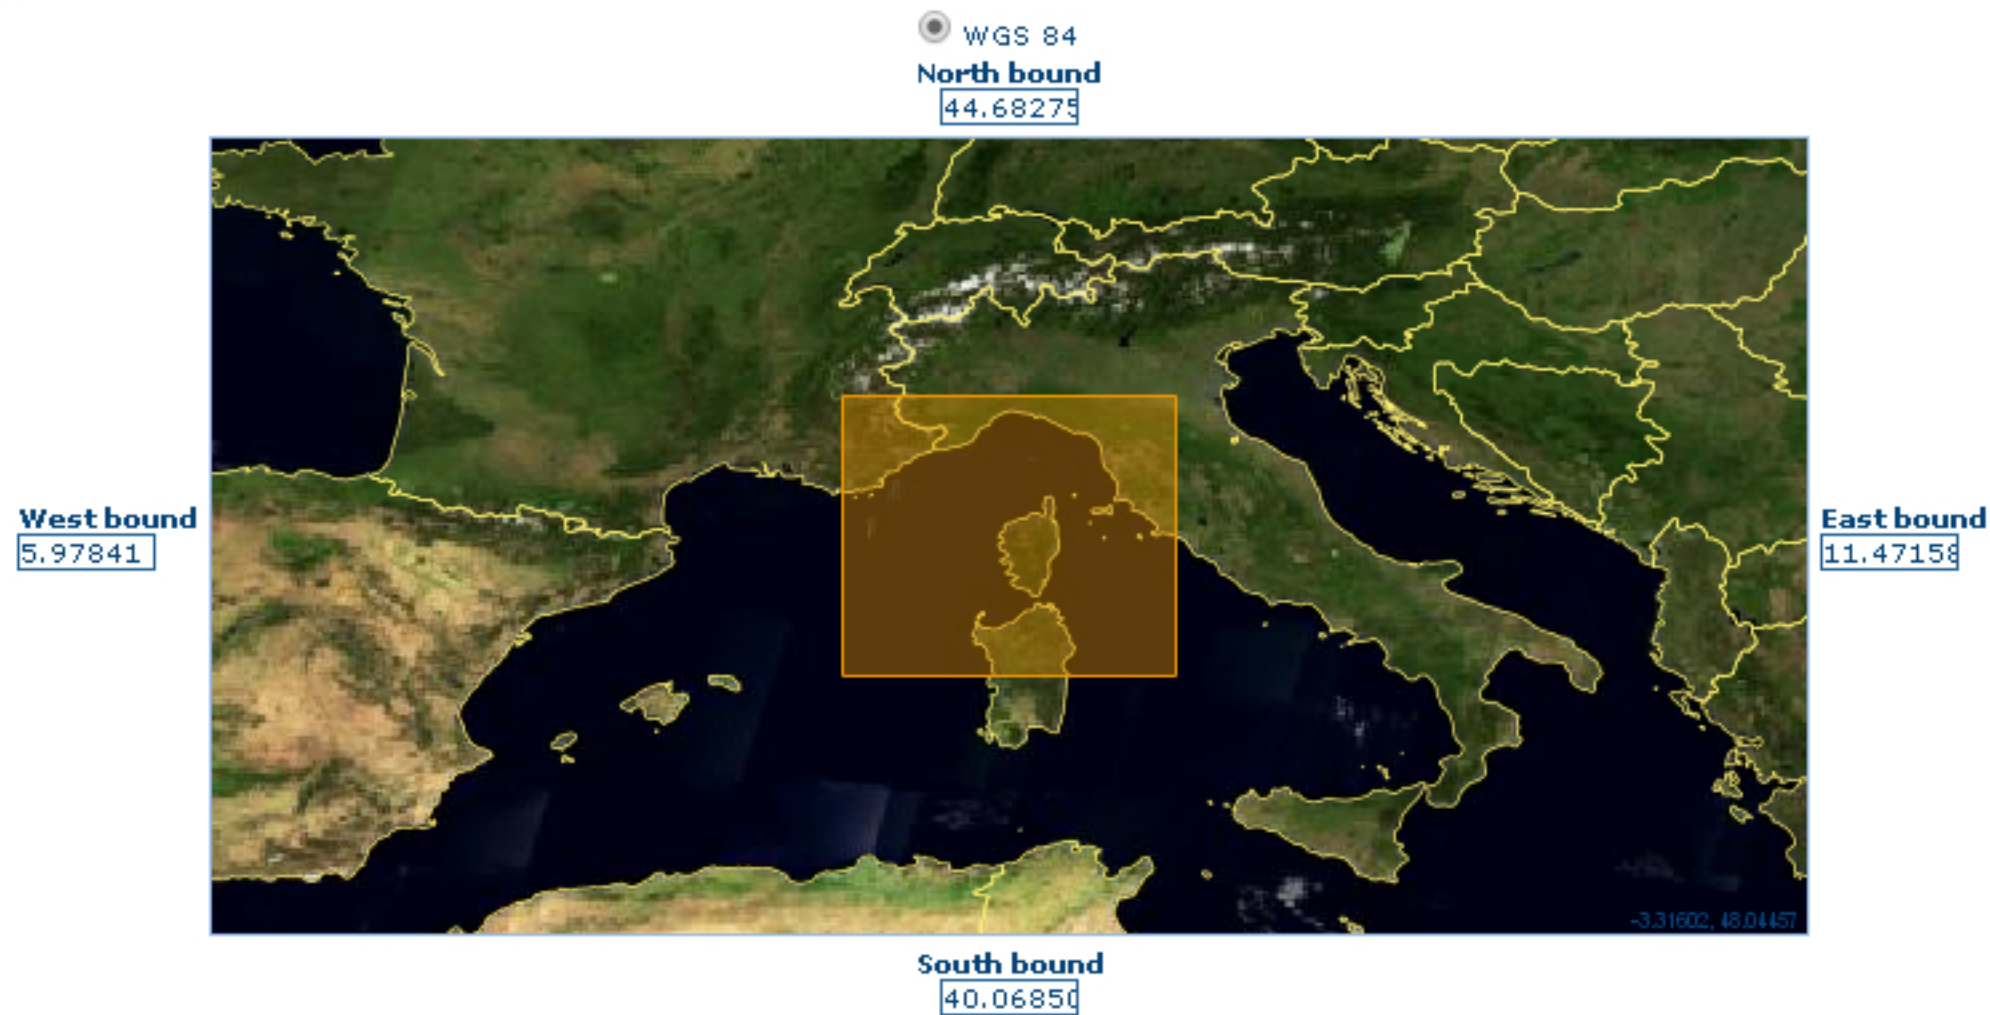 WGS 84
North bound
44.68275
West bound
5.97841
East bound
11.47158
-3.31602, 48.04457
South bound
40.06850